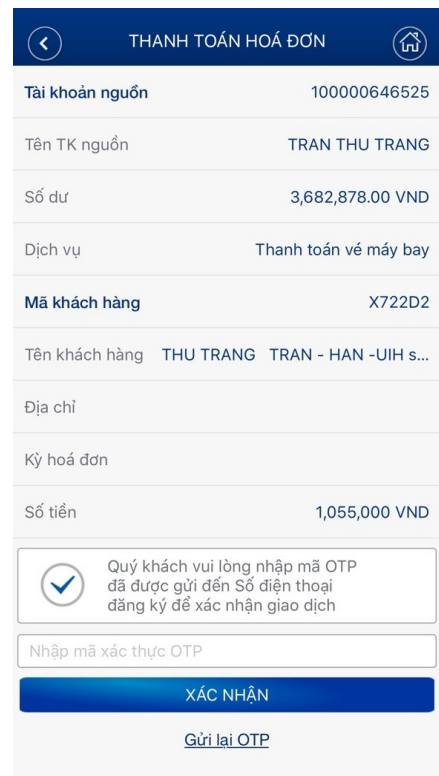 THANH TOÁN HOÁ ĐƠN
Tài khoản nguồn 100000646525
Tên TK nguồn TRAN THU TRANG
Số dư 3,682,878.00 VND
Dịch vụ Thanh toán vé máy bay
Mã khách hàng X722D2
Tên khách hàng THU TRANG TRAN - HAN -UIH s...
Địa chỉ
Kỳ hoá đơn
Số tiền 1,055,000 VND
Quý khách vui lòng nhập mã OTP
đã được gửi đến Số điện thoại
đăng ký để xác nhận giao dịch
Nhập mã xác thực OTP
XÁC NHẬN
Gửi lại OTP